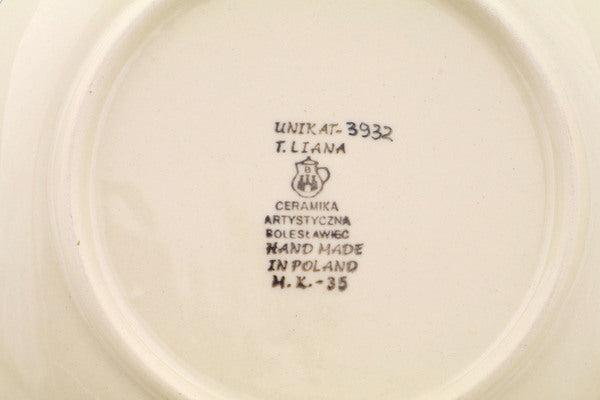 UNIKAT-3932
T. LIANA
B
CERAMIKA
ARTYSTYCZNA
BOLESŁAWIEC
HAND MADE
IN POLAND
M. K.-35